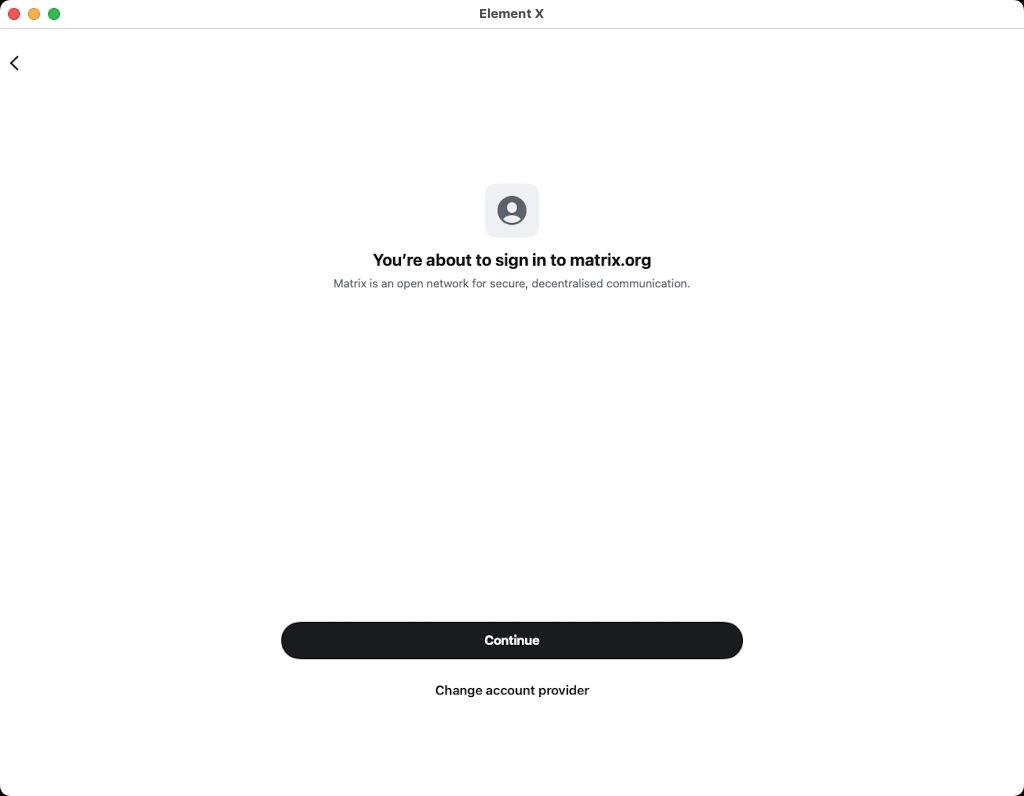 Element X
You’re about to sign in to matrix.org
Matrix is an open network for secure, decentralised communication.
Continue
Change account provider